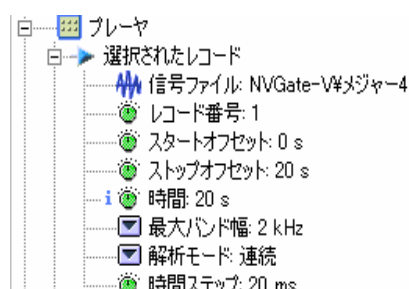 プレーヤ
選択されたレコード
信号ファイル: NVGate-V¥メジャー4
レコード番号: 1
スタートオフセット: 0 s
ストップオフセット: 20 s
時間: 20 s
最大バンド幅: 2 kHz
解析モード: 連続
時間ステップ: 20 ms